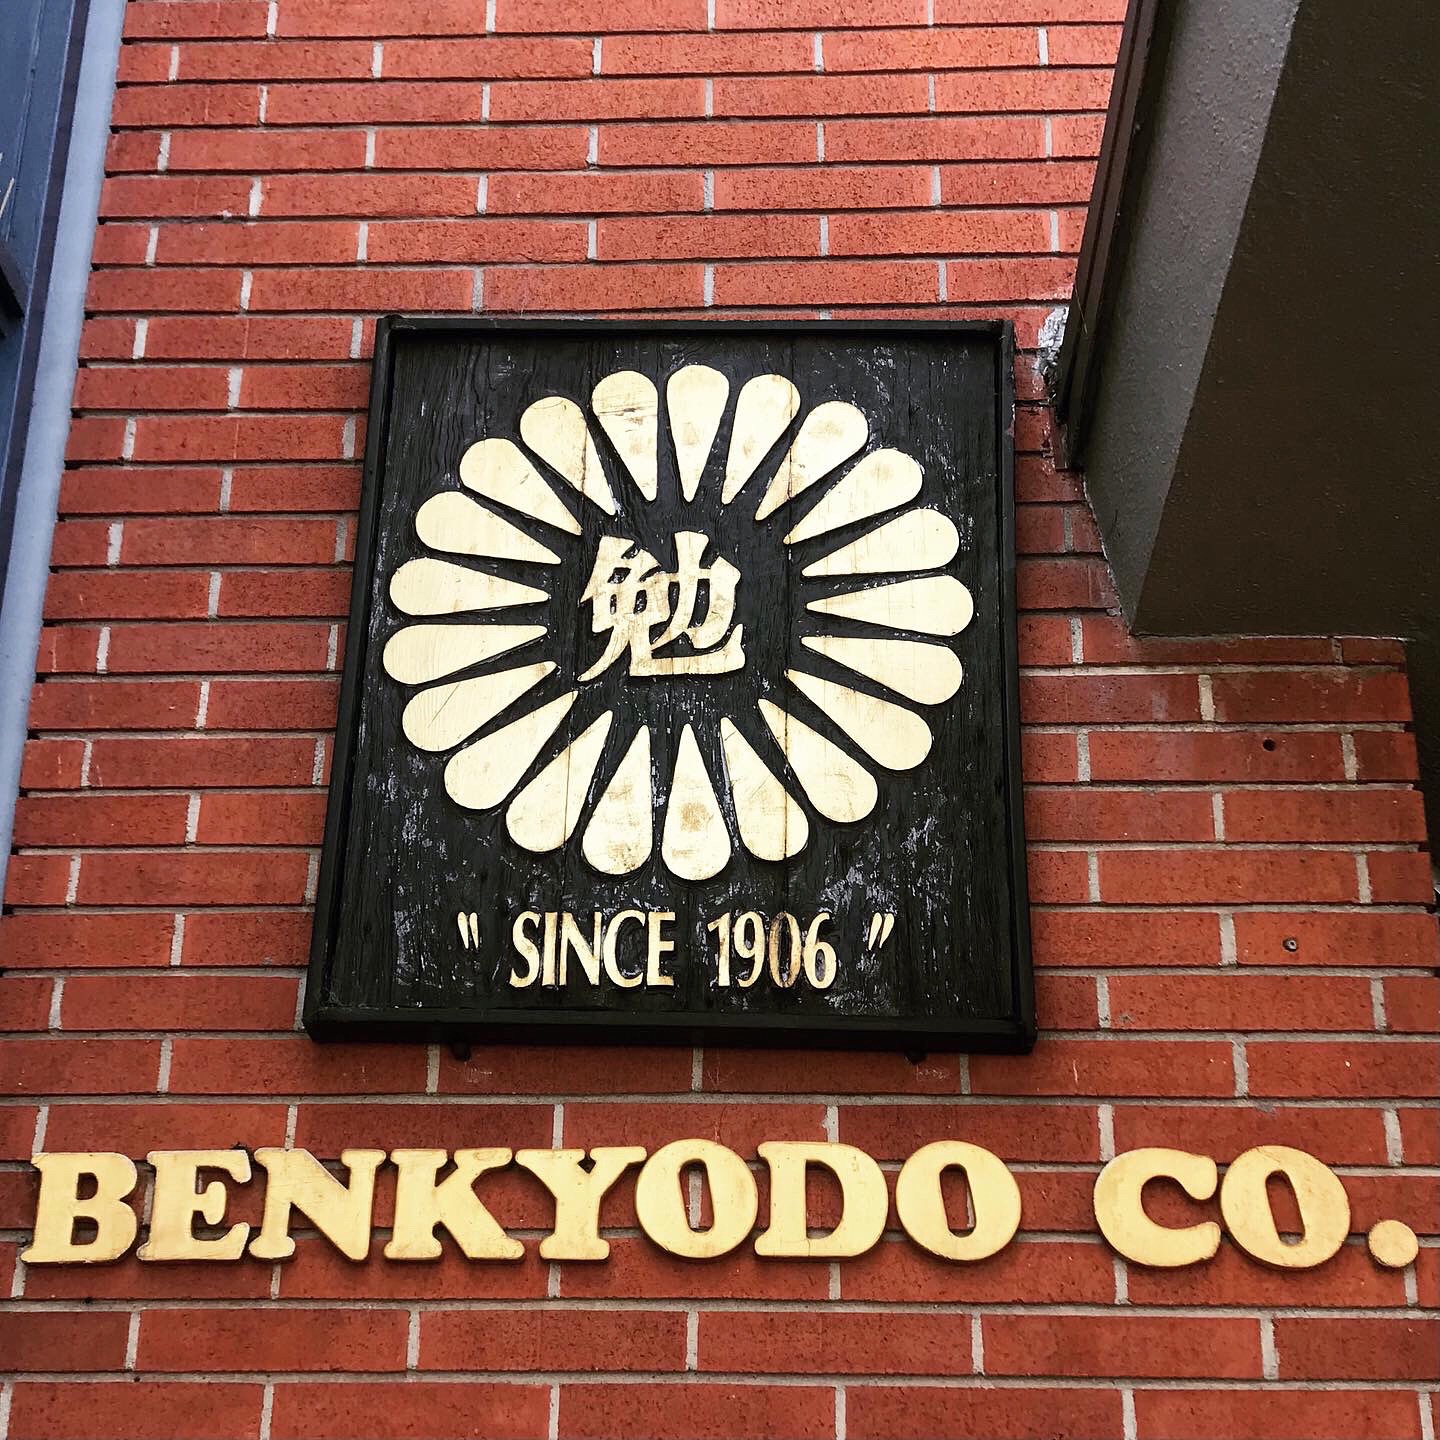 勉
" SINCE 1906 "
BENKYODO CO.